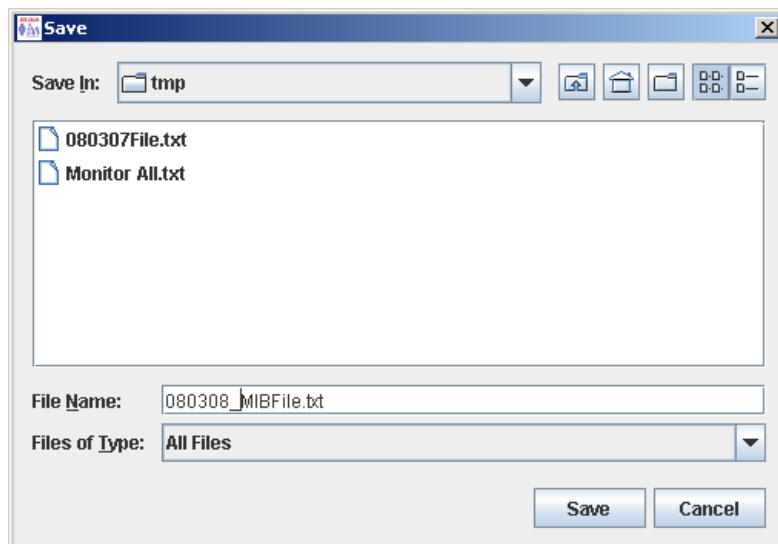 Save
Save In: tmp
080307File.txt
Monitor All.txt
File Name: 080308_MIBFile.txt
Files of Type: All Files
Save Cancel